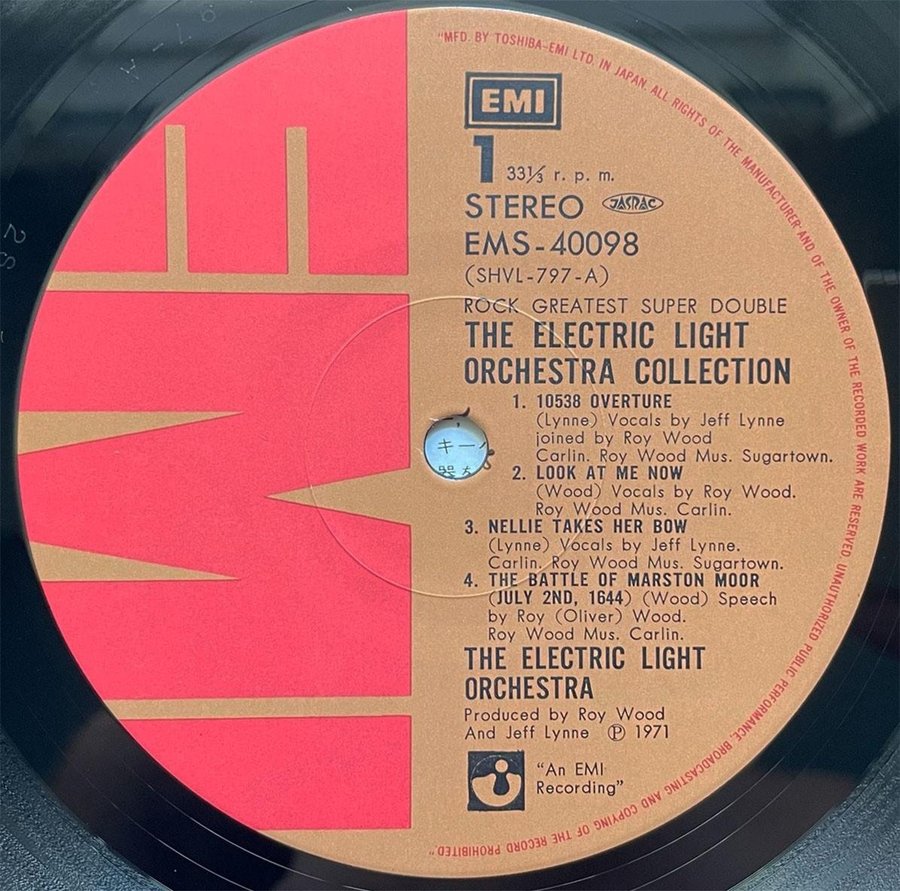 "MFD. BY TOSHIBA-EMI LTD. IN JAPAN. ALL RIGHTS OF THE MANUFACTURER AND OF THE OWNER OF THE RECORDED WORK ARE RESERVED. UNAUTHORIZED PUBLIC PERFORMANCE, BROADCASTING AND COPYING OF THE RECORD PROHIBITED."
EMI
EMI
1 33⅓ r. p. m.
STEREO JASRAC
EMS-40098
(SHVL-797-A)
ROCK GREATEST SUPER DOUBLE
THE ELECTRIC LIGHT
ORCHESTRA COLLECTION
1. 10538 OVERTURE
(Lynne) Vocals by Jeff Lynne
joined by Roy Wood
Carlin. Roy Wood Mus. Sugartown.
2. LOOK AT ME NOW
(Wood) Vocals by Roy Wood.
Roy Wood Mus. Carlin.
3. NELLIE TAKES HER BOW
(Lynne) Vocals by Jeff Lynne.
Carlin. Roy Wood Mus. Sugartown.
4. THE BATTLE OF MARSTON MOOR
(JULY 2ND, 1644) (Wood) Speech
by Roy (Oliver) Wood.
Roy Wood Mus. Carlin.
THE ELECTRIC LIGHT
ORCHESTRA
Produced by Roy Wood
And Jeff Lynne ℗ 1971
"An EMI
Recording"
キー
器を